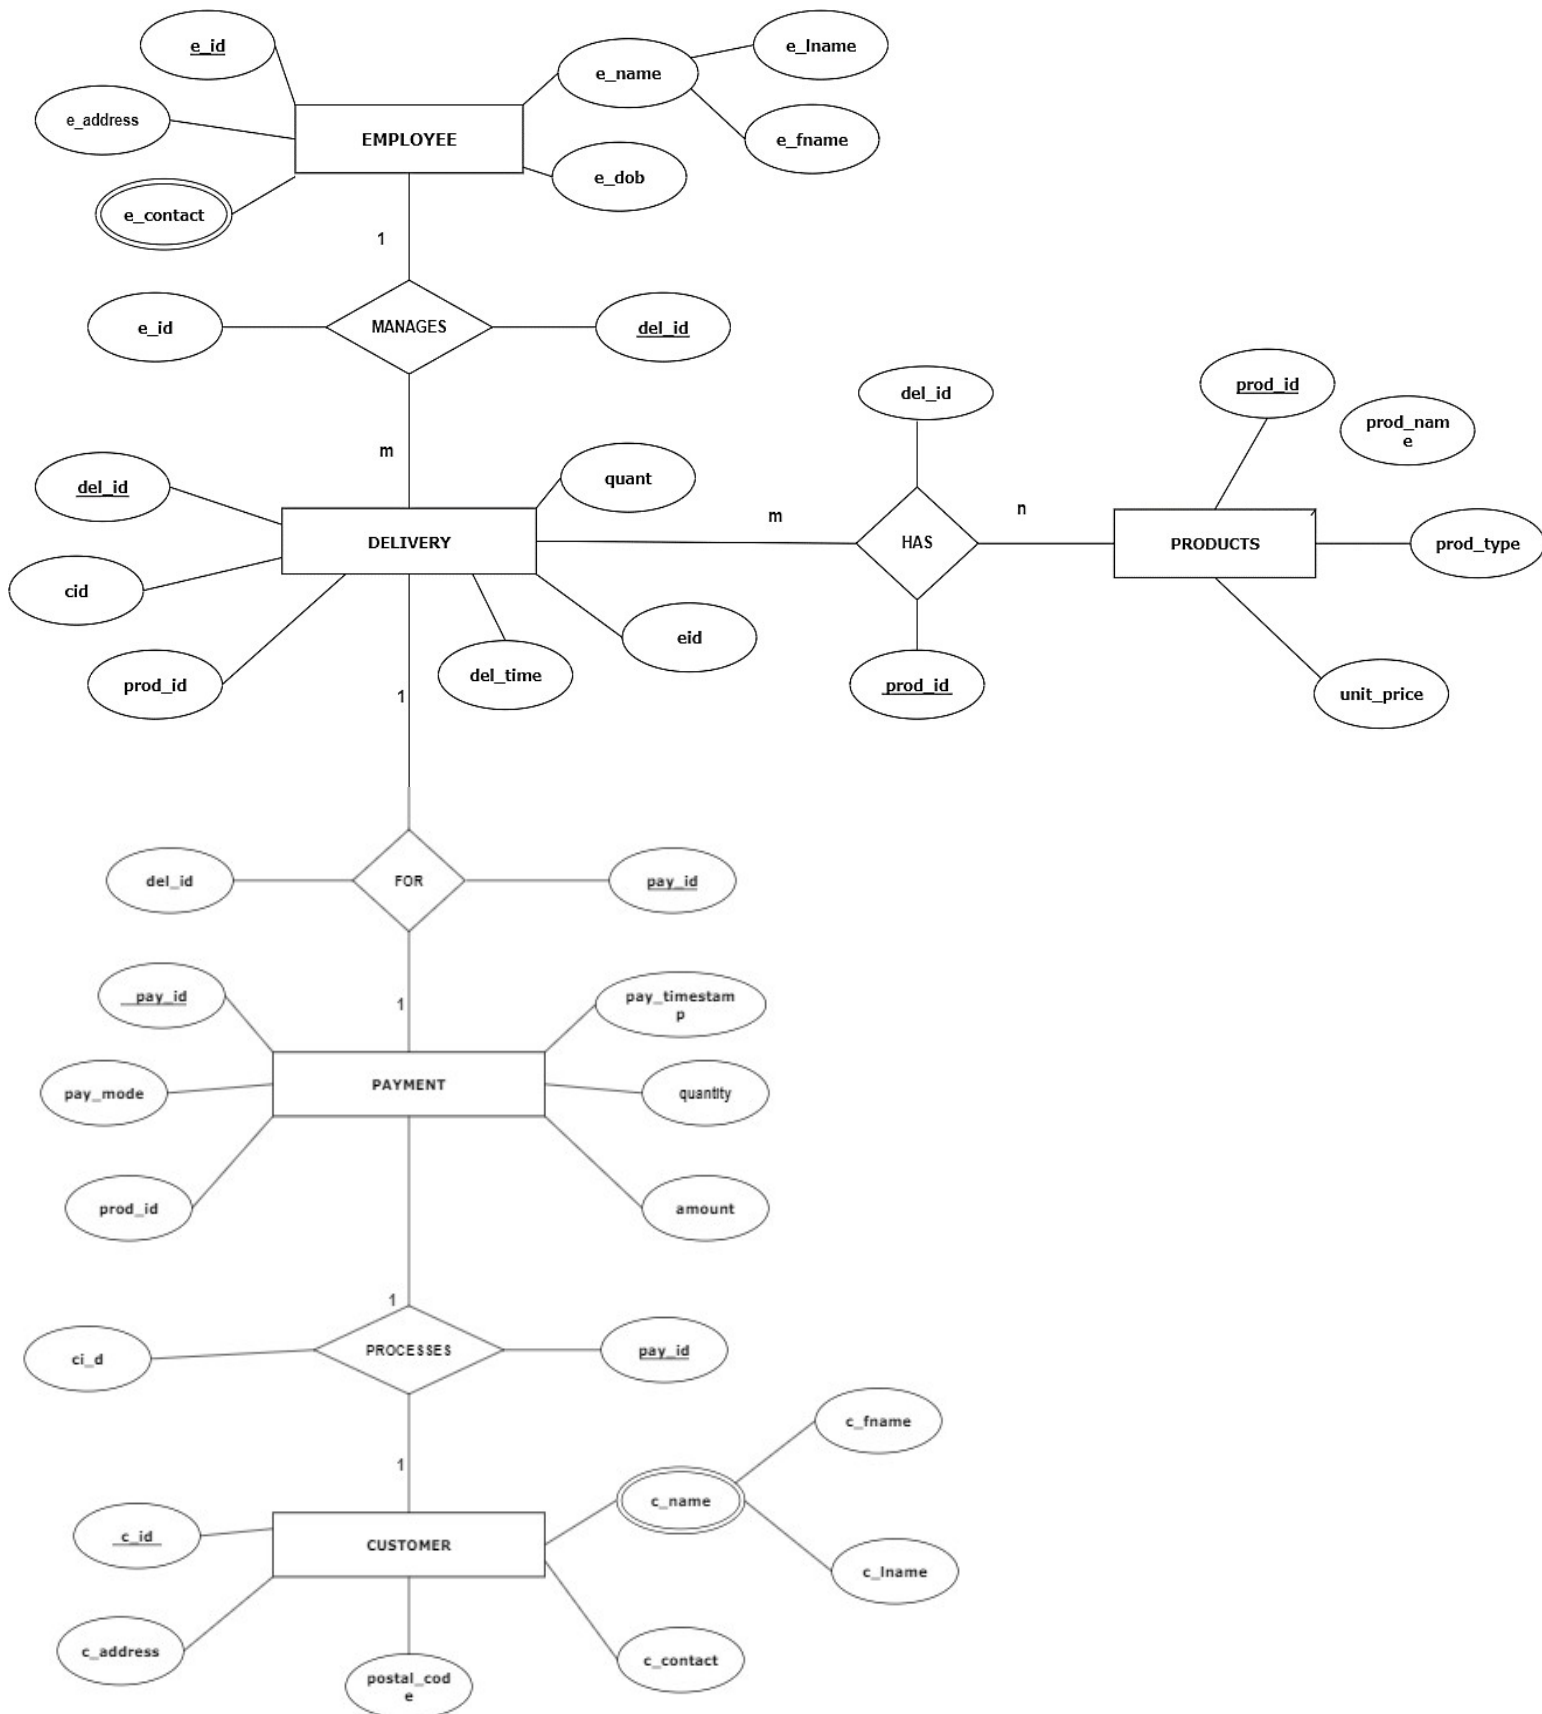 e_id
e_lname
e_name
e_address
EMPLOYEE
e_fname
e_dob
e_contact
1
e_id
MANAGES
del_id
del_id
prod_id
prod_nam
e
m
quant
del_id
m
n
DELIVERY
HAS
PRODUCTS
prod_type
cid
eid
del_time
prod_id
prod_id
unit_price
1
del_id
FOR
pay_id
pay_id
pay_timestam
p
1
PAYMENT
pay_mode
quantity
prod_id
amount
1
ci_d
PROCESSES
pay_id
c_fname
1
c_name
c_id
CUSTOMER
c_lname
c_address
c_contact
postal_cod
e